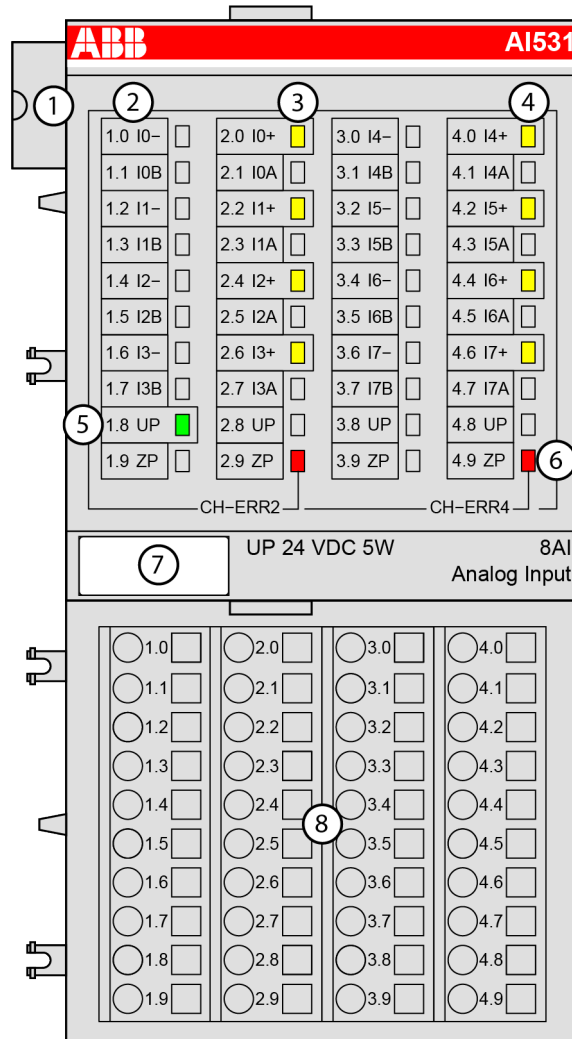 ABB AI531
1 2 3 4
1.0 I0− 2.0 I0+ 3.0 I4− 4.0 I4+
1.1 I0B 2.1 I0A 3.1 I4B 4.1 I4A
1.2 I1− 2.2 I1+ 3.2 I5− 4.2 I5+
1.3 I1B 2.3 I1A 3.3 I5B 4.3 I5A
1.4 I2− 2.4 I2+ 3.4 I6− 4.4 I6+
1.5 I2B 2.5 I2A 3.5 I6B 4.5 I6A
1.6 I3− 2.6 I3+ 3.6 I7− 4.6 I7+
1.7 I3B 2.7 I3A 3.7 I7B 4.7 I7A
5 1.8 UP 2.8 UP 3.8 UP 4.8 UP
1.9 ZP 2.9 ZP 3.9 ZP 4.9 ZP 6
CH−ERR2 CH−ERR4
7 UP 24 VDC 5W 8AI
Analog Input
1.0 2.0 3.0 4.0
1.1 2.1 3.1 4.1
1.2 2.2 3.2 4.2
1.3 2.3 3.3 4.3
1.4 2.4 3.4 4.4
8
1.5 2.5 3.5 4.5
1.6 2.6 3.6 4.6
1.7 2.7 3.7 4.7
1.8 2.8 3.8 4.8
1.9 2.9 3.9 4.9